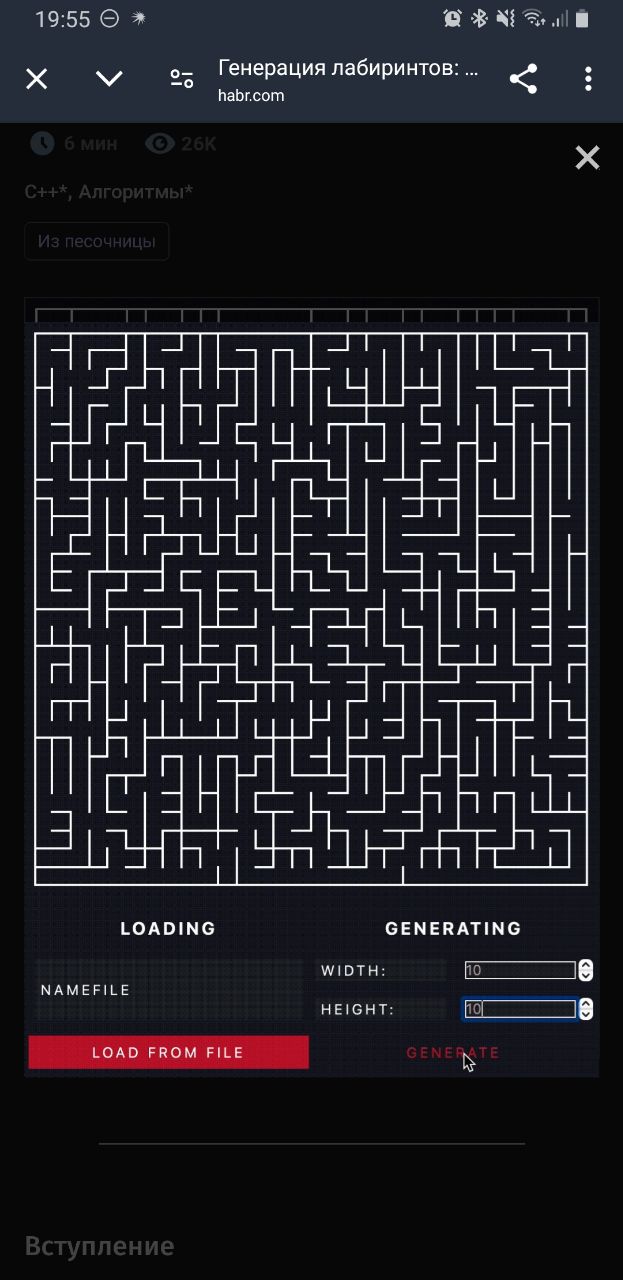 19:55
Генерация лабиринтов: ...
habr.com
6 мин 26K
C++*, Алгоритмы*
Из песочницы
LOADING
GENERATING
WIDTH: 10
NAMEFILE
HEIGHT: 10
LOAD FROM FILE
GENERATE
Вступление